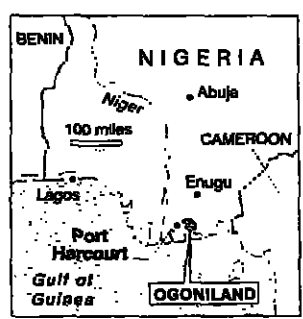 BENIN
NIGERIA
Niger
Abuja
100 miles
CAMEROON
Enugu
Lagos
Port
Harcourt
Gulf of
Guinea
OGONILAND